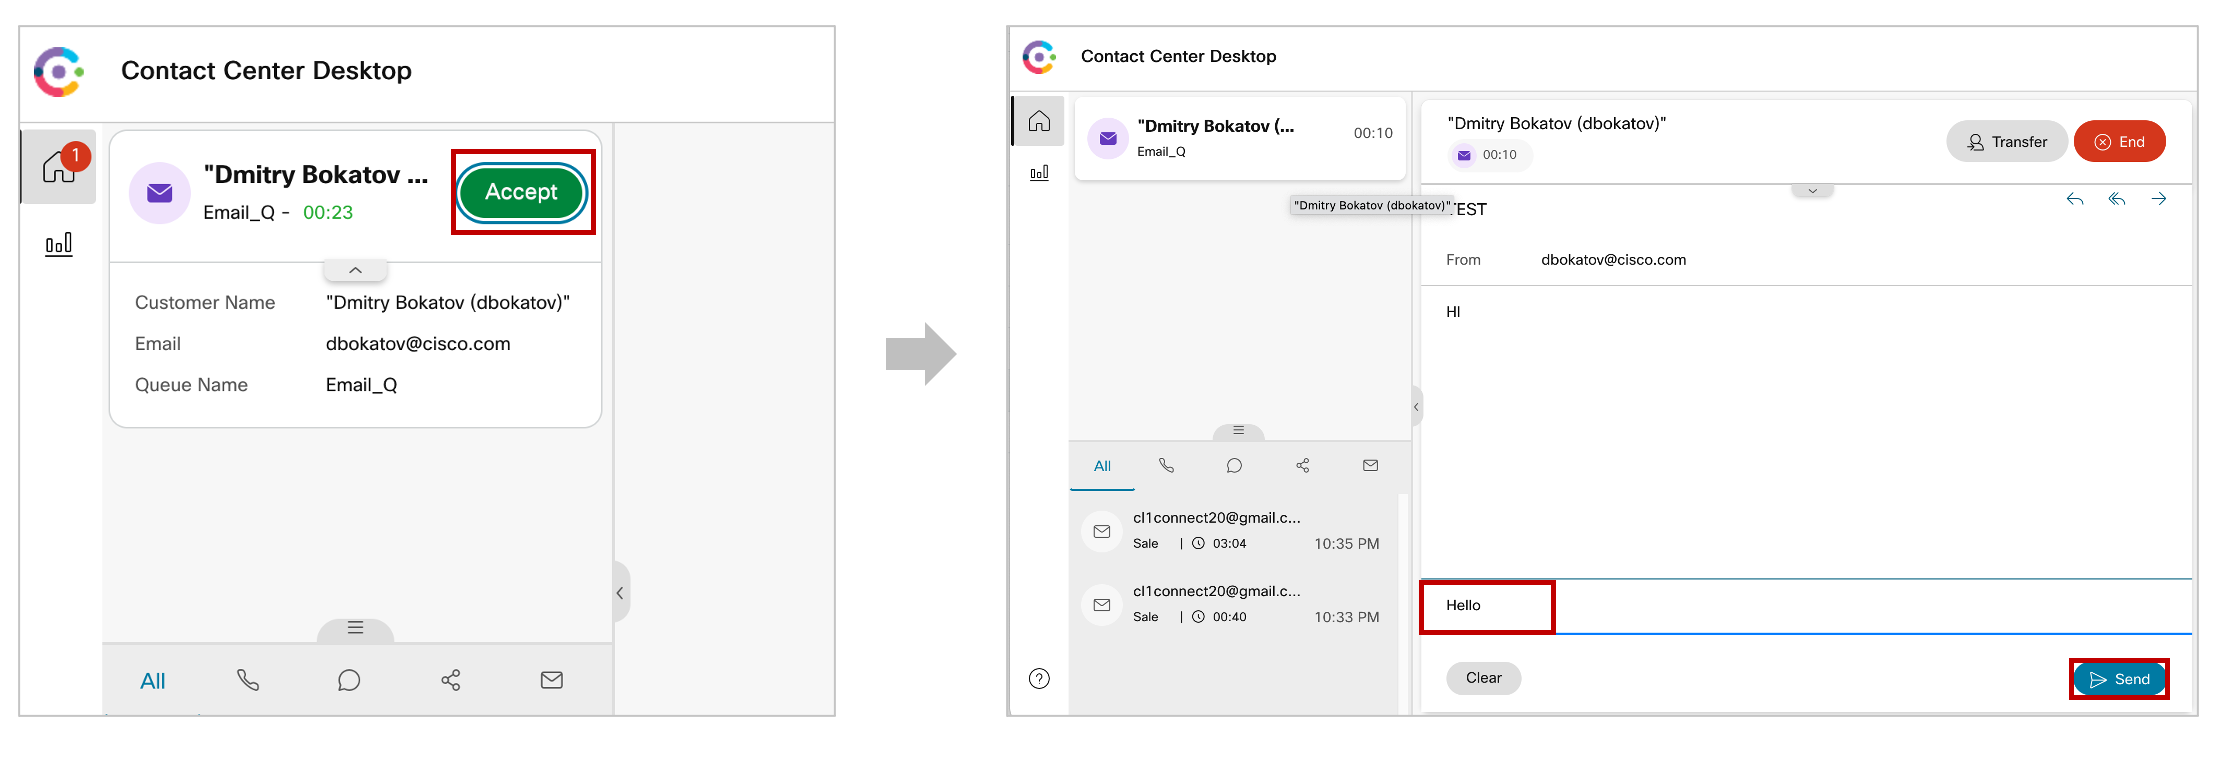 Contact Center Desktop
1
"Dmitry Bokatov ...
Email_Q - 00:23
Accept
Customer Name "Dmitry Bokatov (dbokatov)"
Email dbokatov@cisco.com
Queue Name Email_Q
All
Contact Center Desktop
"Dmitry Bokatov (...
Email_Q
00:10
"Dmitry Bokatov (dbokatov)"
All
cl1connect20@gmail.c...
Sale | 03:04 10:35 PM
cl1connect20@gmail.c...
Sale | 00:40 10:33 PM
"Dmitry Bokatov (dbokatov)"
00:10
Transfer
End
EST
From dbokatov@cisco.com
HI
Hello
Clear
Send